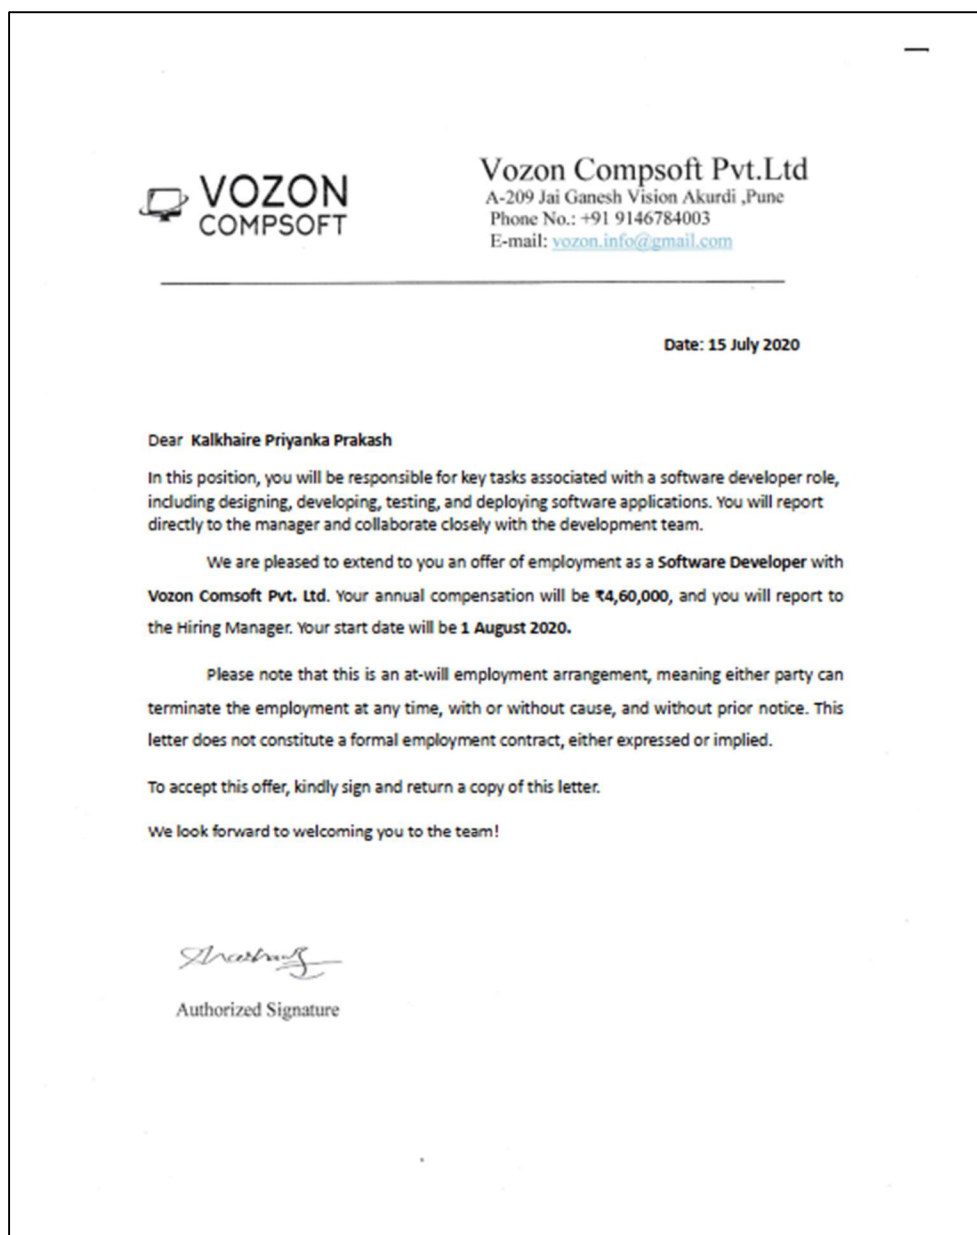 VOZON
COMPSOFT
Vozon Compsoft Pvt.Ltd
A-209 Jai Ganesh Vision Akurdi ,Pune
Phone No.: +91 9146784003
E-mail: vozon.info@gmail.com
Date: 15 July 2020
Dear Kalkhaire Priyanka Prakash
In this position, you will be responsible for key tasks associated with a software developer role,
including designing, developing, testing, and deploying software applications. You will report
directly to the manager and collaborate closely with the development team.
We are pleased to extend to you an offer of employment as a Software Developer with
Vozon Comsoft Pvt. Ltd. Your annual compensation will be ₹4,60,000, and you will report to
the Hiring Manager. Your start date will be 1 August 2020.
Please note that this is an at-will employment arrangement, meaning either party can
terminate the employment at any time, with or without cause, and without prior notice. This
letter does not constitute a formal employment contract, either expressed or implied.
To accept this offer, kindly sign and return a copy of this letter.
We look forward to welcoming you to the team!
Authorized Signature